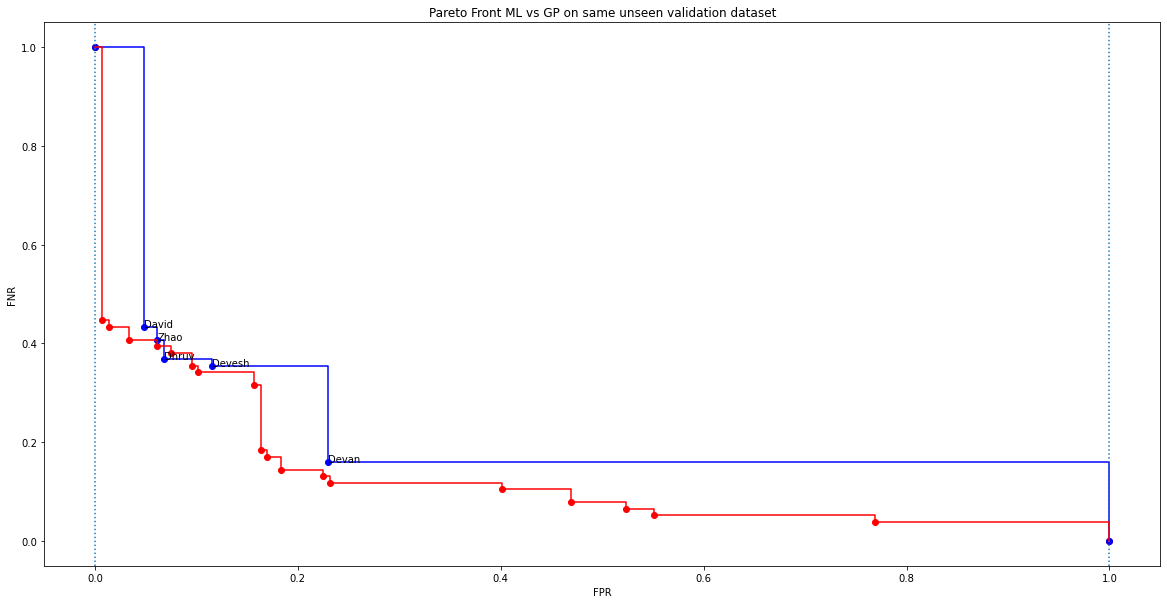 Pareto Front ML vs GP on same unseen validation dataset
1.0
0.8
0.6
0.4
0.2
0.0
FNR
David
Zhao
Dhruv
Devesh
Devan
0.0
0.2
0.4
0.6
0.8
1.0
FPR